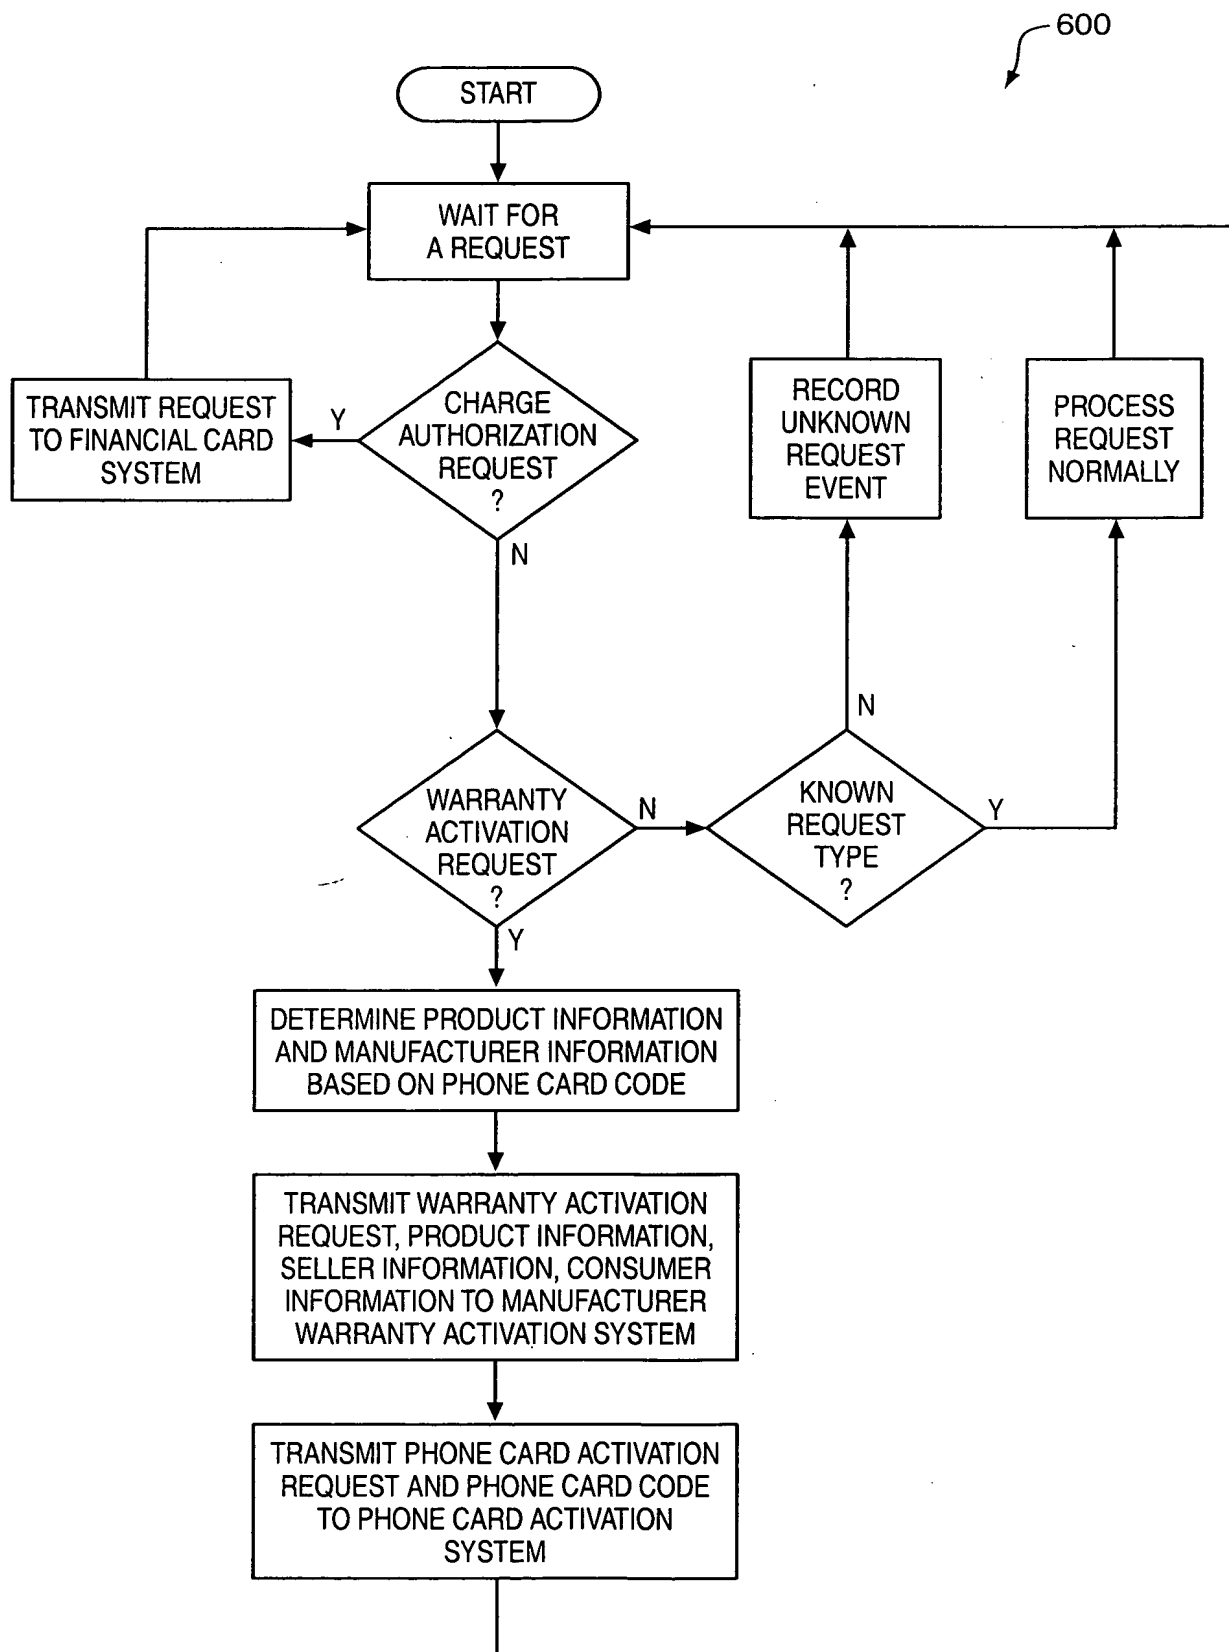 600
START
WAIT FOR
A REQUEST
TRANSMIT REQUEST
TO FINANCIAL CARD
SYSTEM
Y
CHARGE
AUTHORIZATION
REQUEST
?
N
RECORD
UNKNOWN
REQUEST
EVENT
PROCESS
REQUEST
NORMALLY
WARRANTY
ACTIVATION
REQUEST
?
N
Y
KNOWN
REQUEST
TYPE
?
N
Y
DETERMINE PRODUCT INFORMATION
AND MANUFACTURER INFORMATION
BASED ON PHONE CARD CODE
TRANSMIT WARRANTY ACTIVATION
REQUEST, PRODUCT INFORMATION,
SELLER INFORMATION, CONSUMER
INFORMATION TO MANUFACTURER
WARRANTY ACTIVATION SYSTEM
TRANSMIT PHONE CARD ACTIVATION
REQUEST AND PHONE CARD CODE
TO PHONE CARD ACTIVATION
SYSTEM